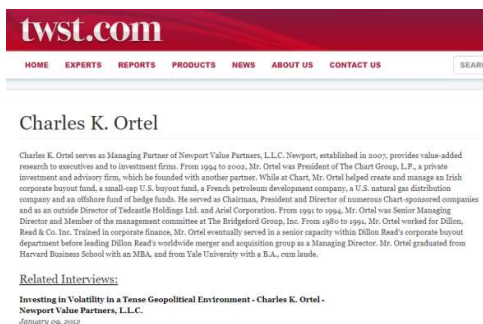 twst.com
HOME EXPERTS REPORTS PRODUCTS NEWS ABOUT US CONTACT US SEAR
Charles K. Ortel
Charles K. Ortel serves as Managing Partner of Newport Value Partners, L.L.C. Newport, established in 2007, provides value-added
research to executives and to investment firms. From 1994 to 2002, Mr. Ortel was President of The Chart Group, L.P., a private
investment and advisory firm, which he founded with another partner. While at Chart, Mr. Ortel helped create and manage an Irish
corporate buyout fund, a small-cap U.S. buyout fund, a French petroleum development company, a U.S. natural gas distribution
company and an offshore fund of hedge funds. He served as Chairman, President and Director of numerous Chart-sponsored companies
and as an outside Director of Tedcastle Holdings Ltd. and Ariel Corporation. From 1991 to 1994, Mr. Ortel was Senior Managing
Director and Member of the management committee at The Bridgeford Group, Inc. From 1980 to 1991, Mr. Ortel worked for Dillon,
Read & Co. Inc. Trained in corporate finance, Mr. Ortel eventually served in a senior capacity within Dillon Read's corporate buyout
department before leading Dillon Read's worldwide merger and acquisition group as a Managing Director. Mr. Ortel graduated from
Harvard Business School with an MBA, and from Yale University with a B.A., cum laude.
Related Interviews:
Investing in Volatility in a Tense Geopolitical Environment - Charles K. Ortel -
Newport Value Partners, L.L.C.
January 09, 2012